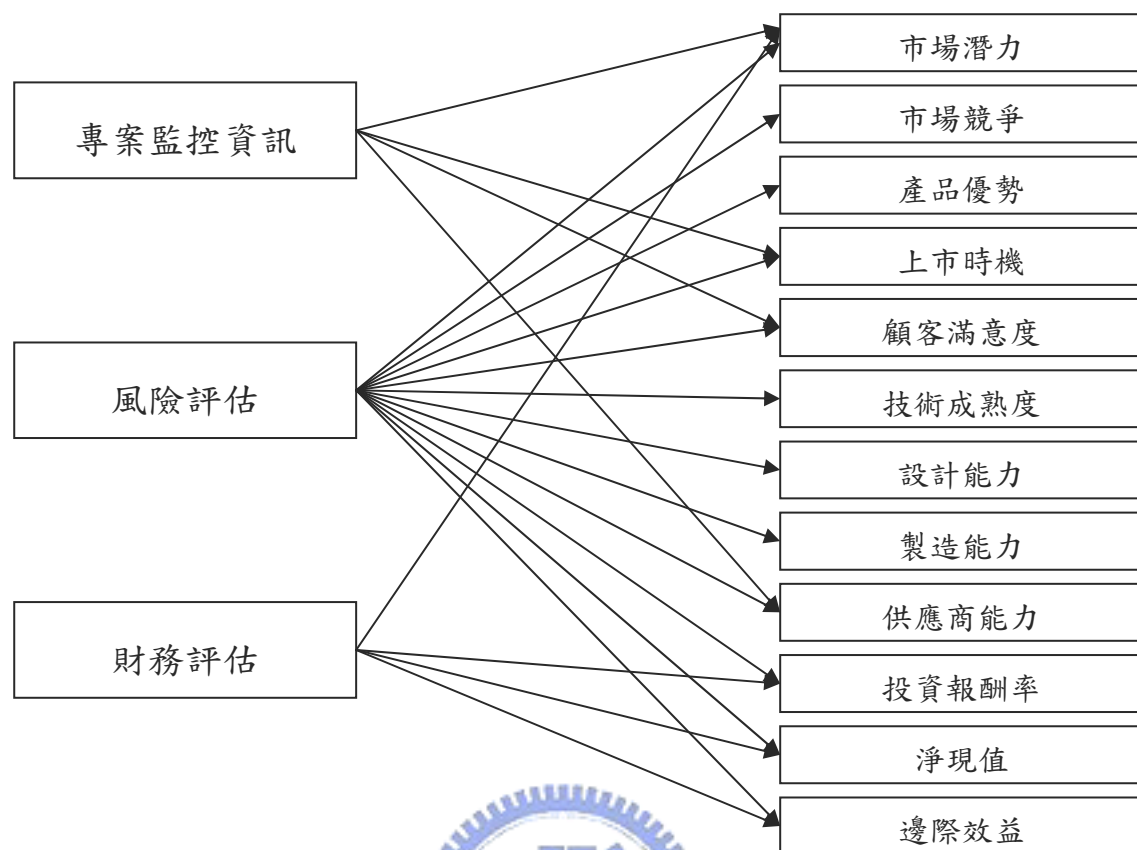 專案監控資訊
風險評估
財務評估
市場潛力
市場競爭
產品優勢
上市時機
顧客滿意度
技術成熟度
設計能力
製造能力
供應商能力
投資報酬率
淨現值
邊際效益